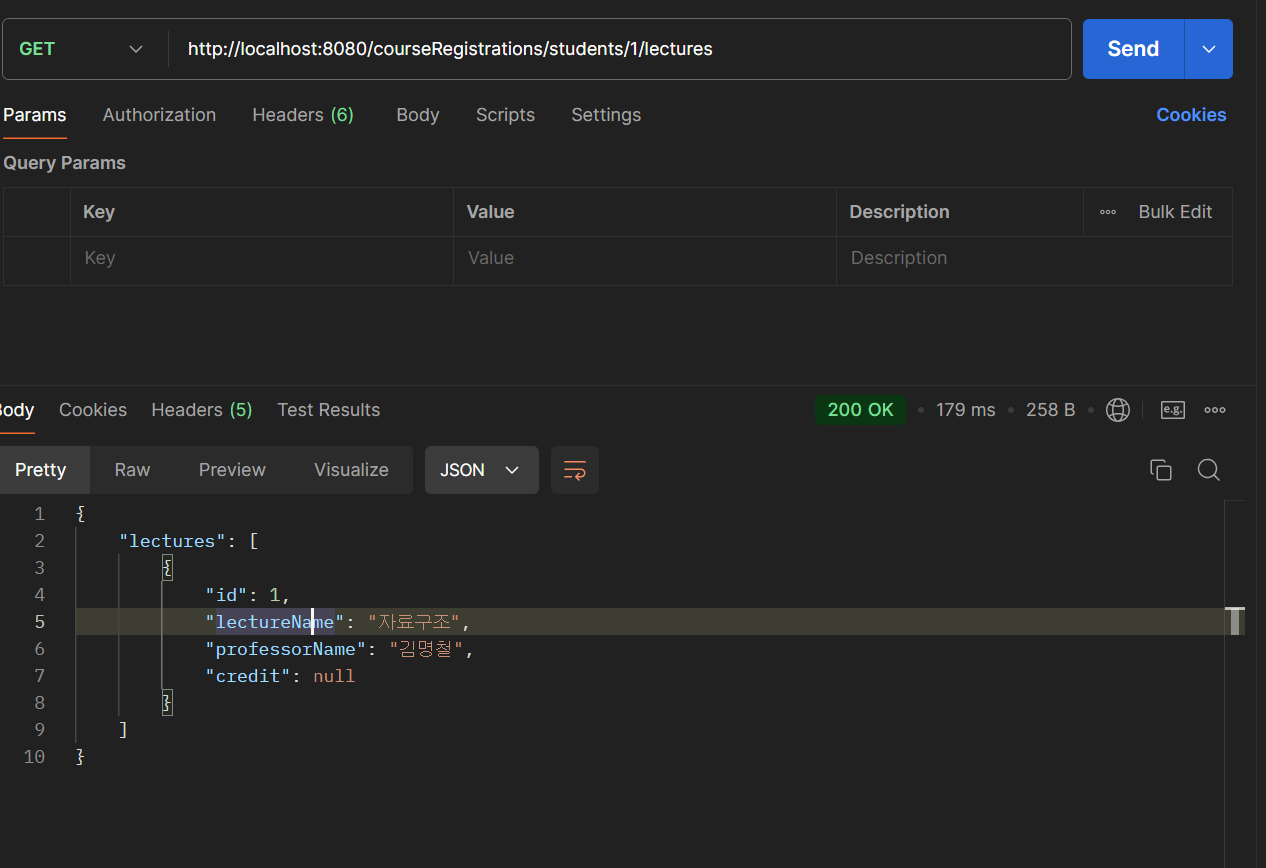 GET http://localhost:8080/courseRegistrations/students/1/lectures Send
Params Authorization Headers (6) Body Scripts Settings Cookies
Query Params
Key Value Description Bulk Edit
Key Value Description
Body Cookies Headers (5) Test Results 200 OK 179 ms 258 B e.g.
Pretty Raw Preview Visualize JSON
1 {
2 "lectures": [
3 {
4 "id": 1,
5 "lectureName": "자료구조",
6 "professorName": "김명철",
7 "credit": null
8 }
9 ]
10 }